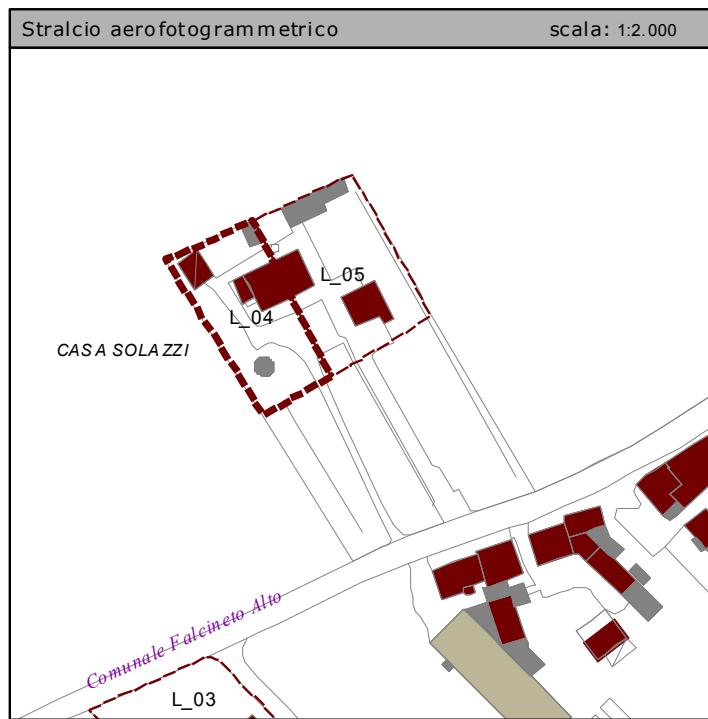 Stralcio aerofotogrammetrico scala: 1:2.000
L_05
L_04
CASA SOLAZZI
Comunale Falcineto Alto
L_03